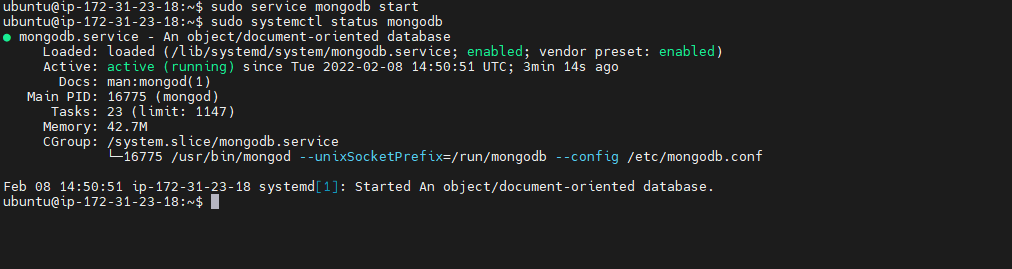 ubuntu@ip-172-31-23-18:~$ sudo service mongodb start
ubuntu@ip-172-31-23-18:~$ sudo systemctl status mongodb
● mongodb.service - An object/document-oriented database
     Loaded: loaded (/lib/systemd/system/mongodb.service; enabled; vendor preset: enabled)
     Active: active (running) since Tue 2022-02-08 14:50:51 UTC; 3min 14s ago
       Docs: man:mongod(1)
   Main PID: 16775 (mongod)
      Tasks: 23 (limit: 1147)
     Memory: 42.7M
     CGroup: /system.slice/mongodb.service
             └─16775 /usr/bin/mongod --unixSocketPrefix=/run/mongodb --config /etc/mongodb.conf

Feb 08 14:50:51 ip-172-31-23-18 systemd[1]: Started An object/document-oriented database.
ubuntu@ip-172-31-23-18:~$